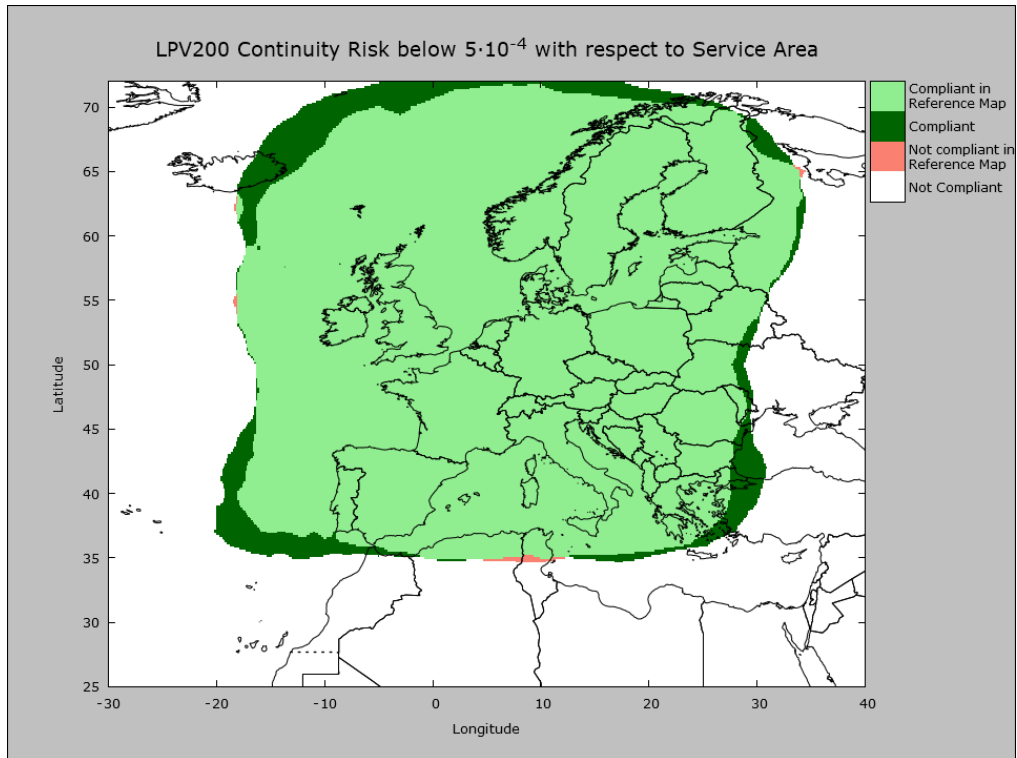 LPV200 Continuity Risk below 5·10⁻⁴ with respect to Service Area
Compliant in
Reference Map
Compliant
Not compliant in
Reference Map
Not Compliant
70
65
60
55
50
45
40
35
30
25
Latitude
-30
-20
-10
0
10
20
30
40
Longitude